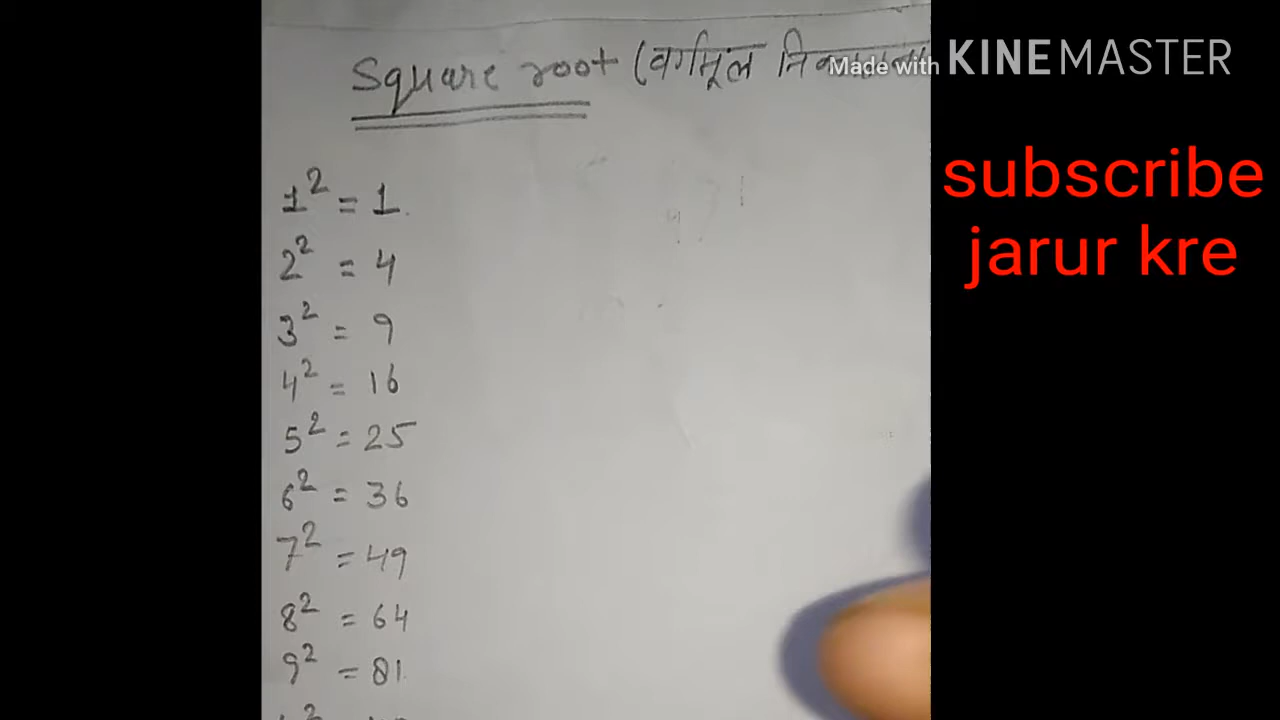 Square root (वर्गमूल
Made with KINEMASTER
subscribe
jarur kre
1² = 1
2² = 4
3² = 9
4² = 16
5² = 25
6² = 36
7² = 49
8² = 64
9² = 81